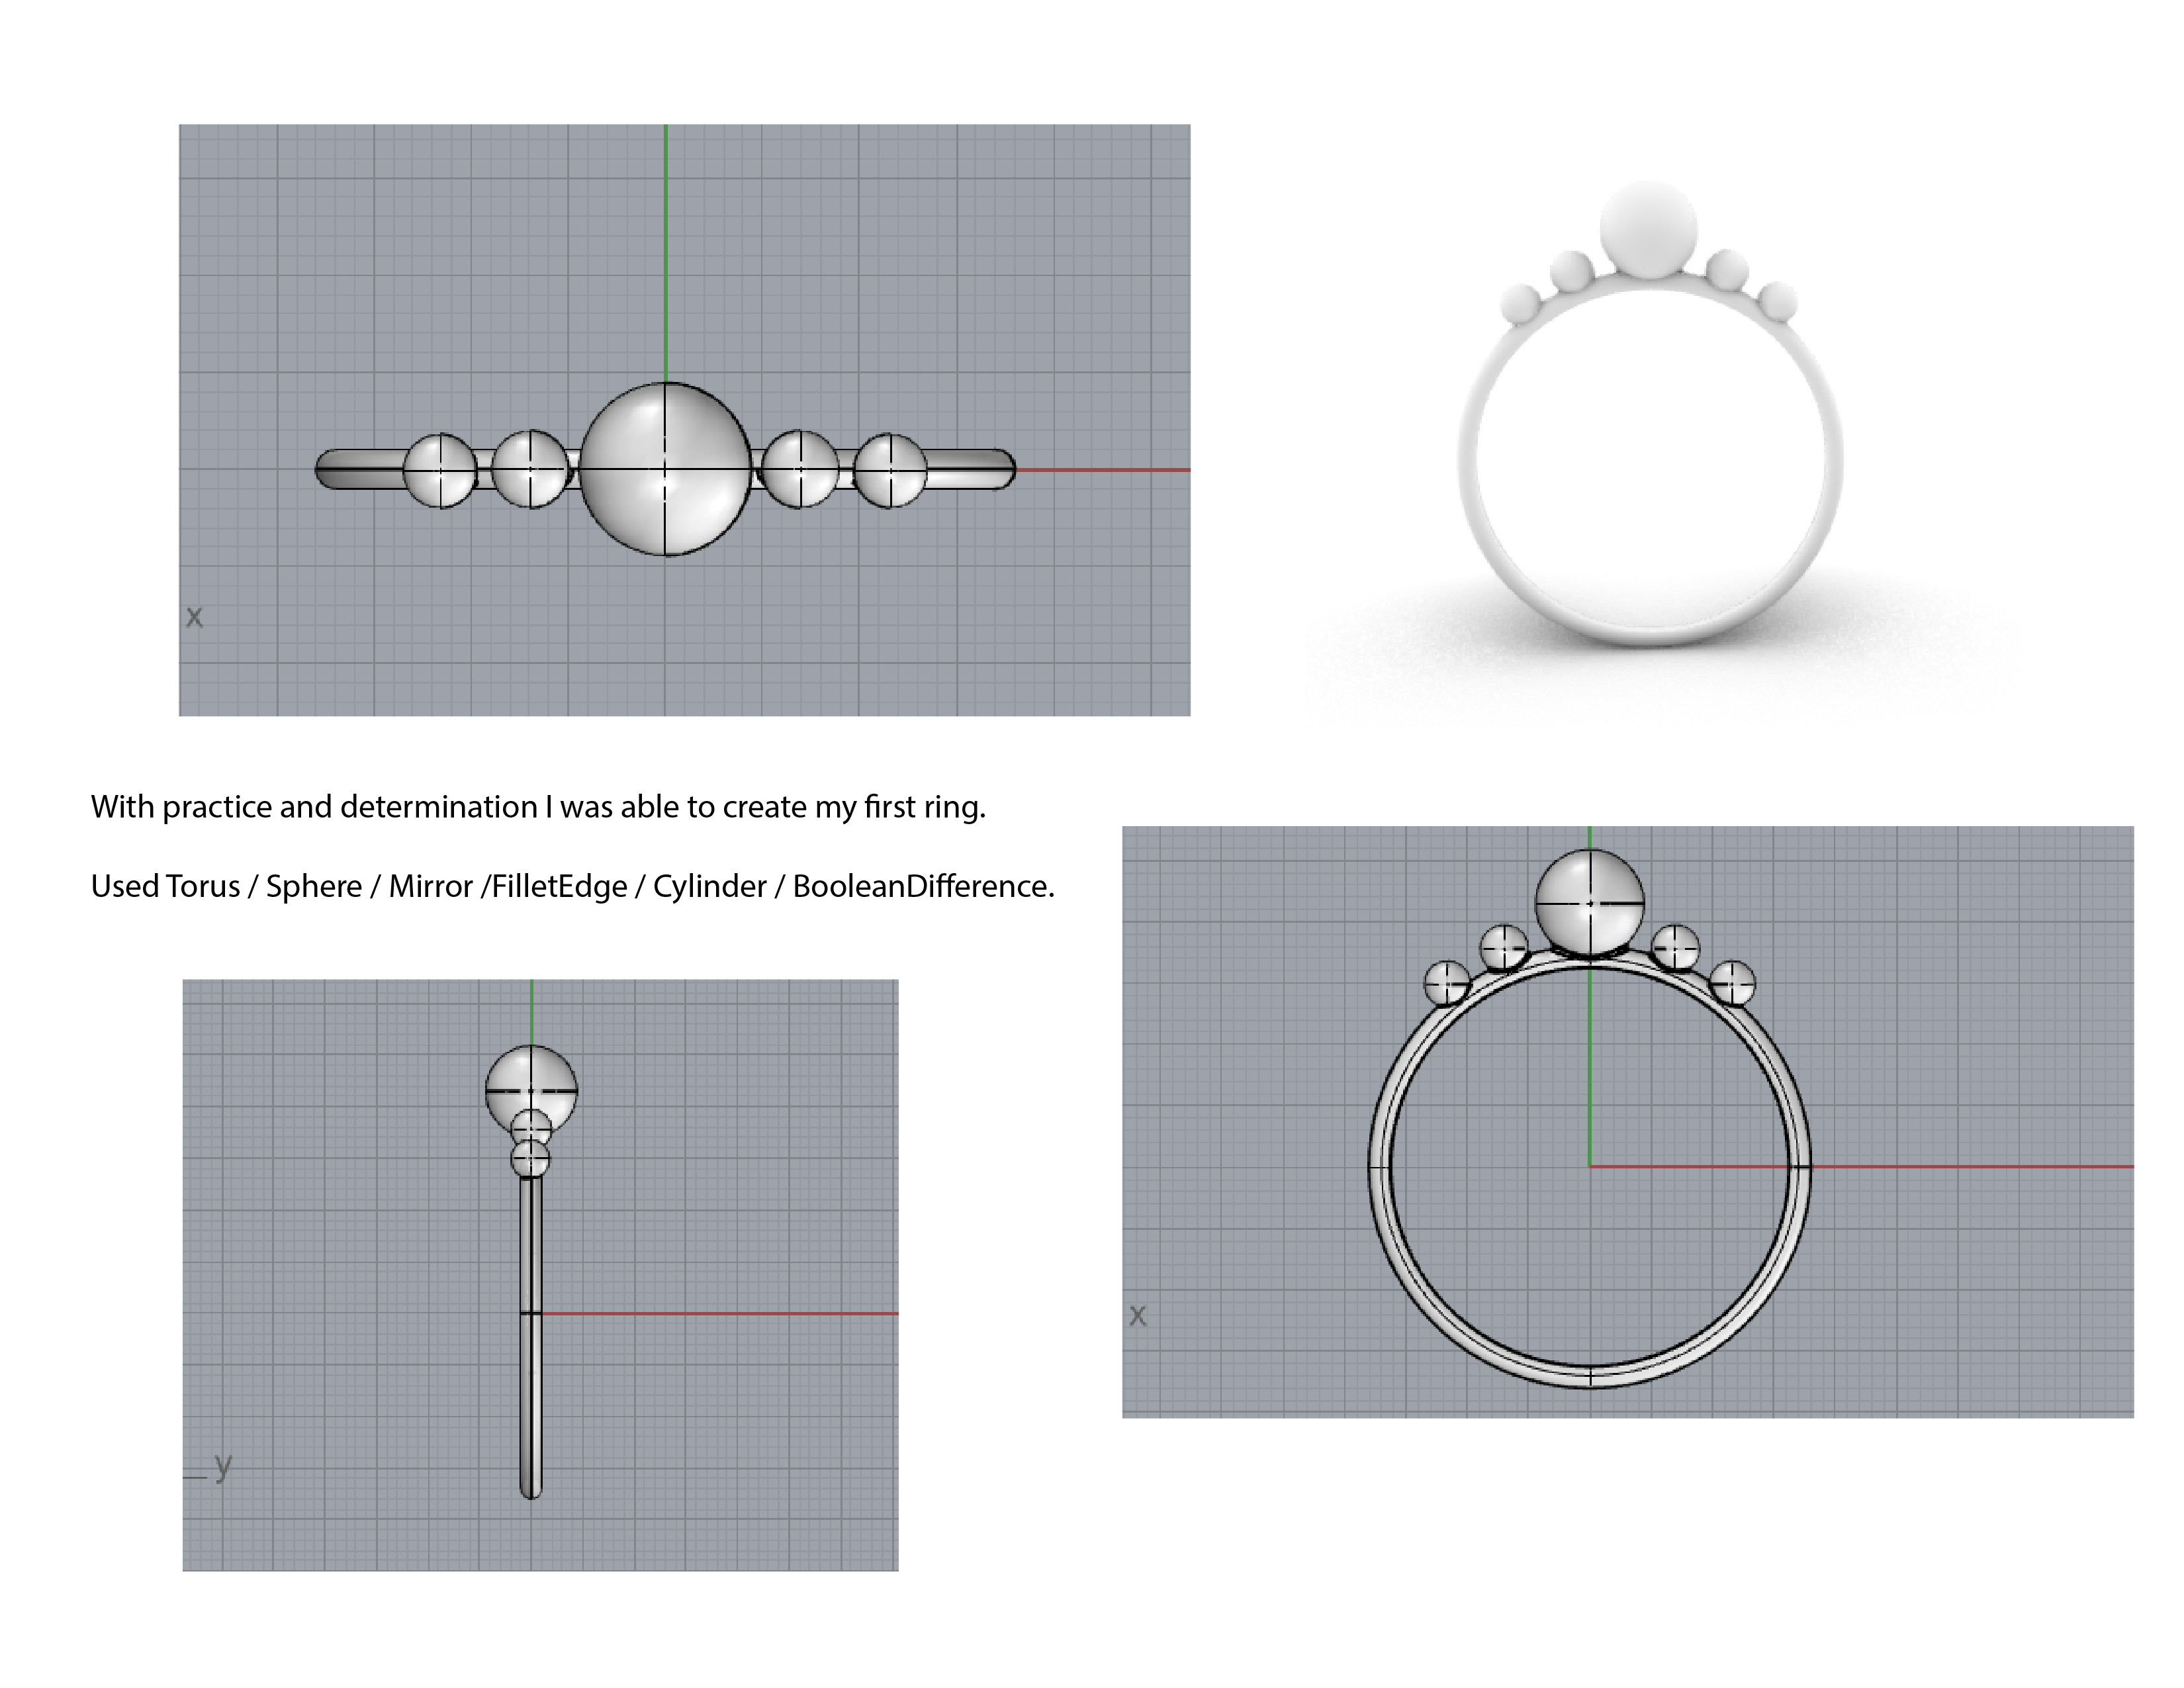 x
With practice and determination I was able to create my first ring.
Used Torus / Sphere / Mirror /FilletEdge / Cylinder / BooleanDifference.
y
x